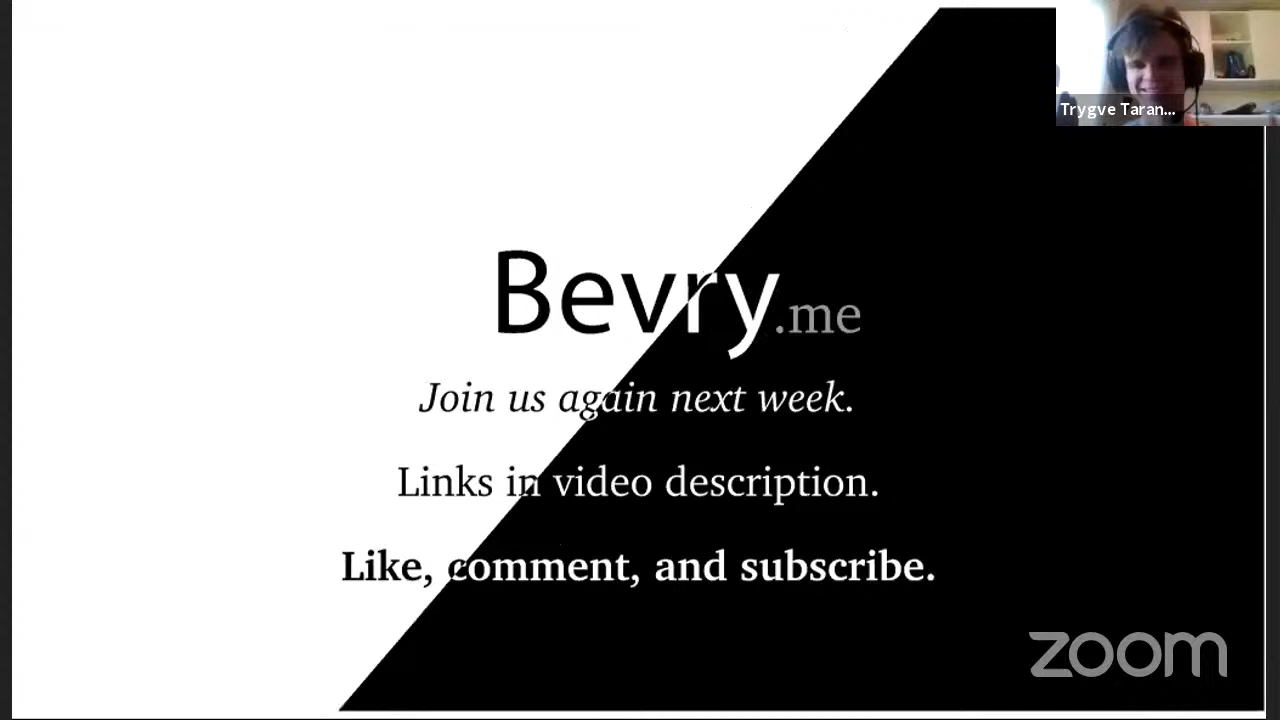 Trygve Taran...
Bevry.me
Join us again next week.
Links in video description.
Like, comment, and subscribe.
zoom